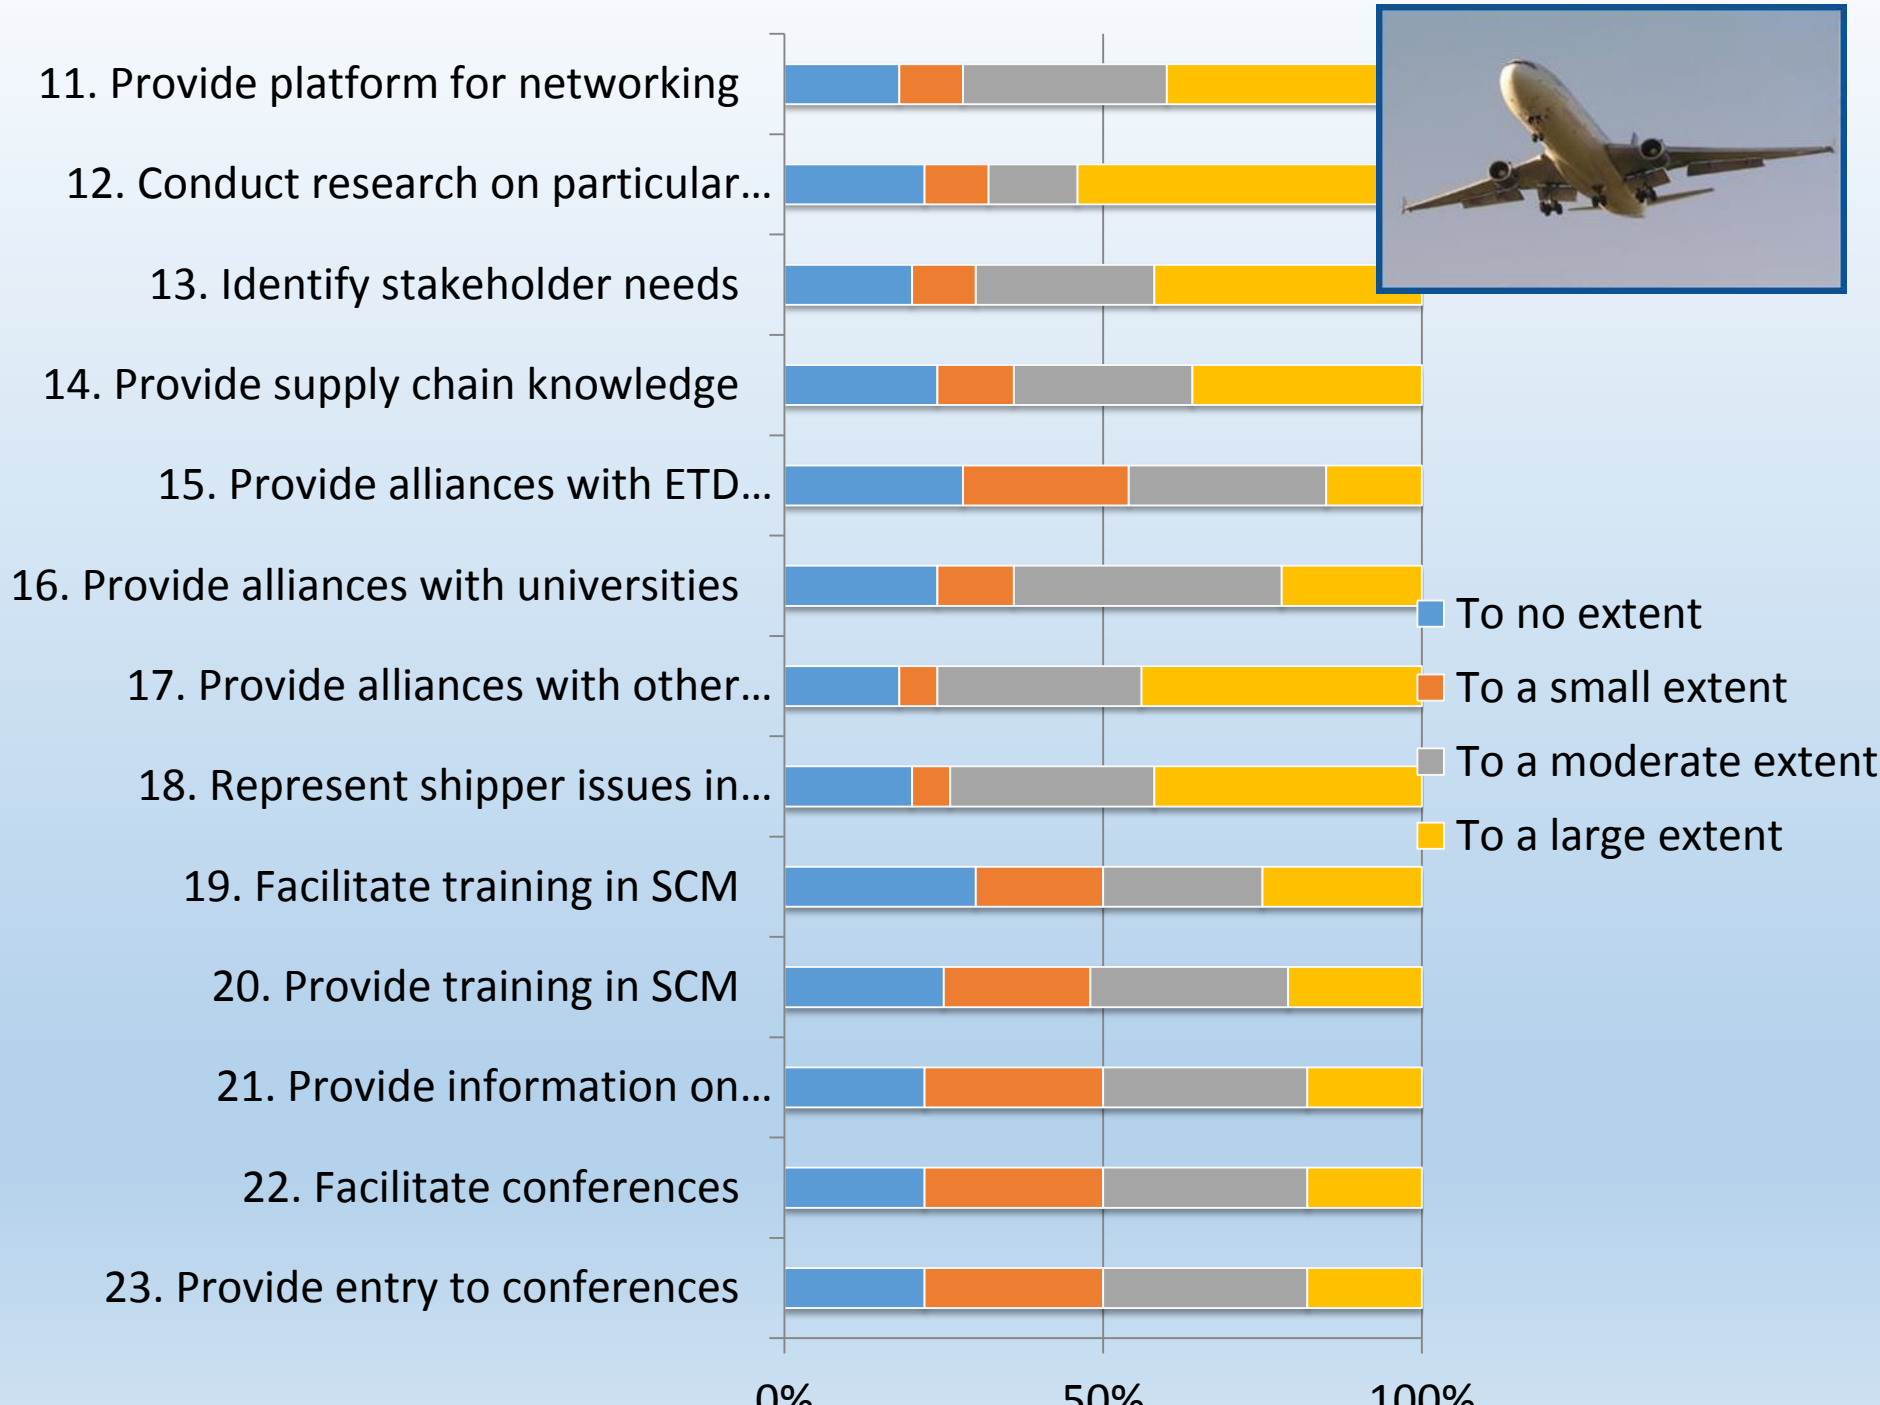 11. Provide platform for networking
12. Conduct research on particular...
13. Identify stakeholder needs
14. Provide supply chain knowledge
15. Provide alliances with ETD...
16. Provide alliances with universities
17. Provide alliances with other...
18. Represent shipper issues in...
19. Facilitate training in SCM
20. Provide training in SCM
21. Provide information on...
22. Facilitate conferences
23. Provide entry to conferences
0% 50% 100%
To no extent
To a small extent
To a moderate extent
To a large extent